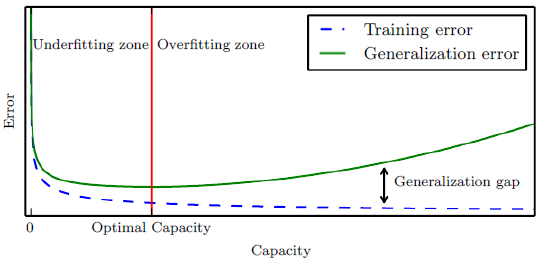 Training error
Generalization error
Underfitting zone
Overfitting zone
Error
Generalization gap
0
Optimal Capacity
Capacity